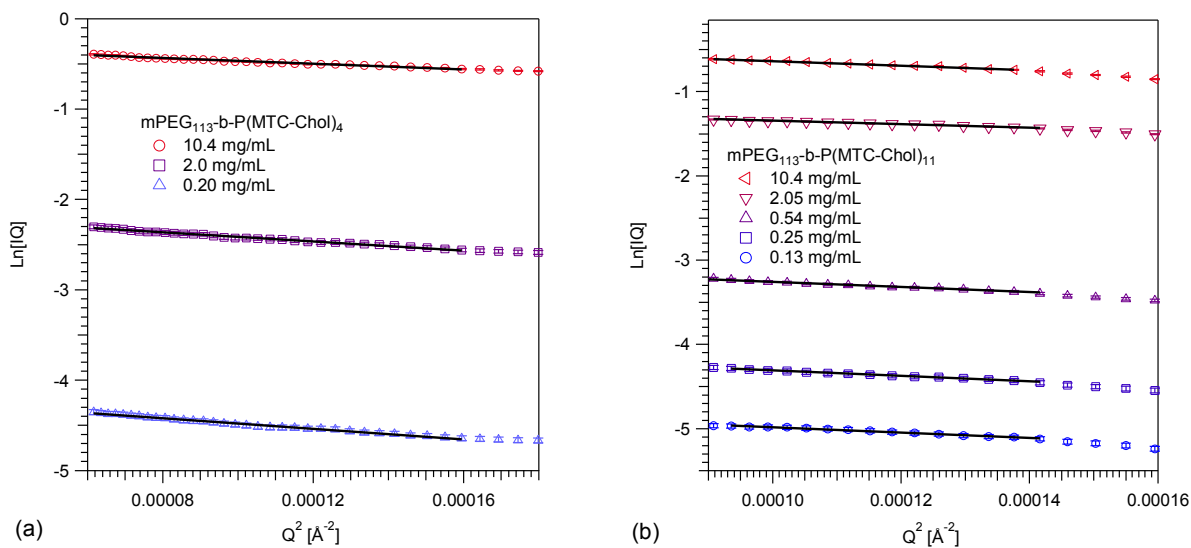 0
-1
-2
-3
-4
-5
Ln[IQ]
mPEG113-b-P(MTC-Chol)4
10.4 mg/mL
2.0 mg/mL
0.20 mg/mL
0.00008
0.00012
0.00016
Q2 [Å-2]
(a)
-1
-2
-3
-4
-5
Ln[IQ]
mPEG113-b-P(MTC-Chol)11
10.4 mg/mL
2.05 mg/mL
0.54 mg/mL
0.25 mg/mL
0.13 mg/mL
0.00010
0.00012
0.00014
0.00016
Q2 [Å-2]
(b)